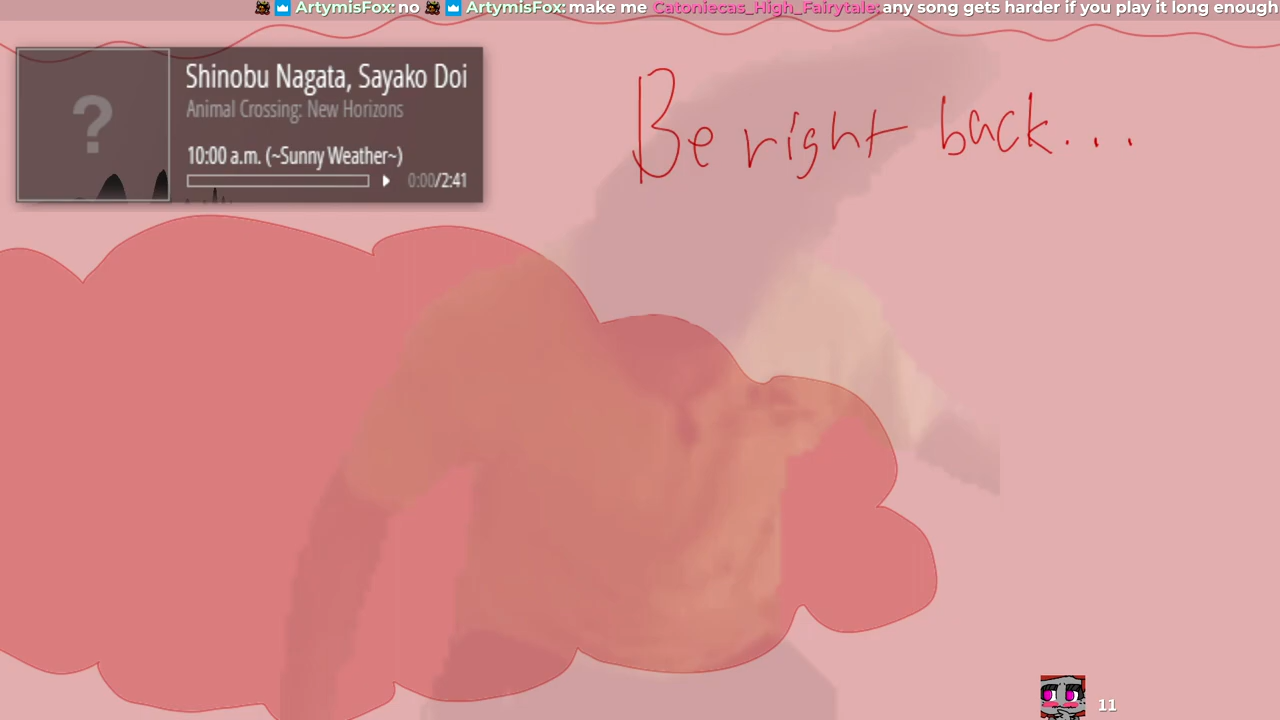 ArtymisFox: no ArtymisFox: make me Catoniecas_High_Fairytale: any song gets harder if you play it long enough
Shinobu Nagata, Sayako Doi
Animal Crossing: New Horizons
10:00 a.m. (~Sunny Weather~)
0:00/2:41
?
Be right back...
11